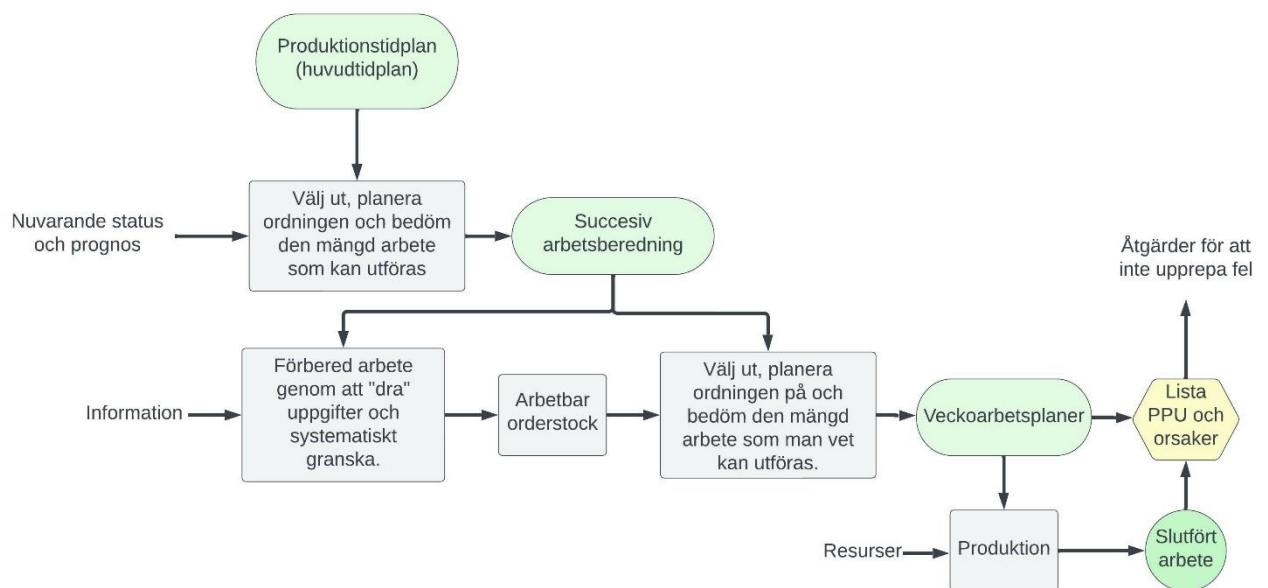 Produktionstidplan
(huvudtidplan)
Nuvarande status
och prognos
Välj ut, planera
ordningen och bedöm
den mängd arbete
som kan utföras
Succesiv
arbetsberedning
Åtgärder för att
inte upprepa fel
Information
Förbered arbete
genom att "dra"
uppgifter och
systematiskt
granska.
Arbetbar
orderstock
Välj ut, planera
ordningen på och
bedöm den mängd
arbete som man vet
kan utföras.
Veckoarbetsplaner
Lista
PPU och
orsaker
Resurser
Produktion
Slutfört
arbete